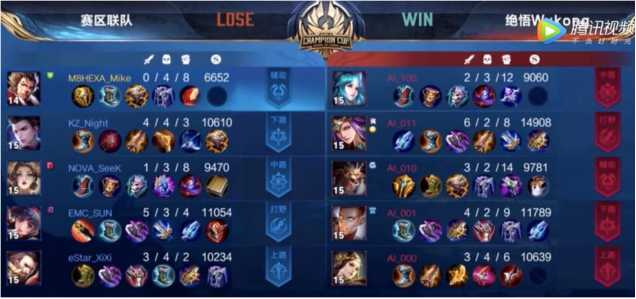 赛区联队 LOSE CHAMPION CUP WIN 绝悟Wukong
腾讯视频
不负好时光
M8HEXA_Mike 0 / 4 / 8 6652 辅助
14
AI_100 2 / 3 / 12 9060 中路
15
KZ_Night 4 / 4 / 3 10610 下路
15
AI_011 6 / 2 / 8 14908 打野
15
NOVA_SeeK 1 / 3 / 8 9470 中路
15
AI_010 3 / 2 / 14 9781 辅助
15
EMC_SUN 5 / 3 / 4 11054 打野
15
AI_001 4 / 2 / 9 11789 下路
15
eStar_XiXi 3 / 4 / 2 10234 上路
15
AI_000 3 / 4 / 6 10639 上路
15